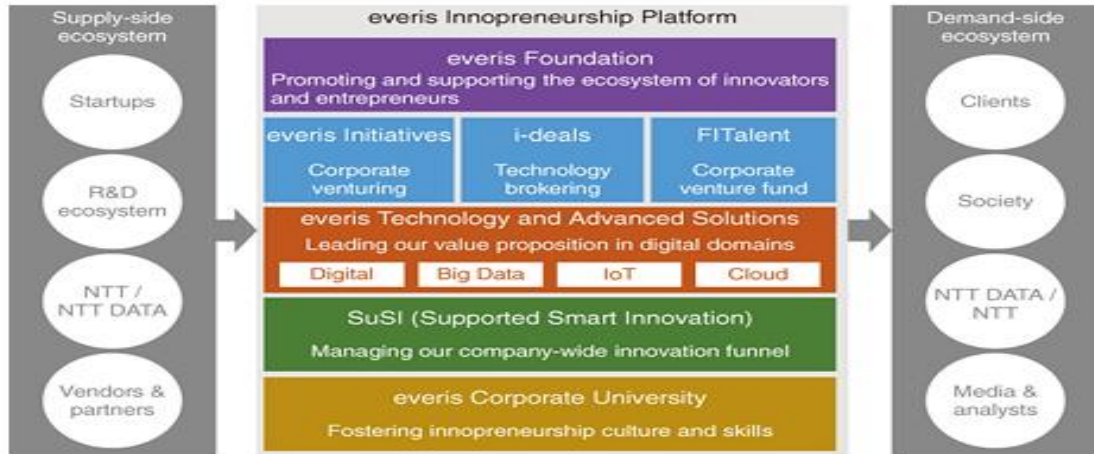 Supply-side
ecosystem
Startups
R&D
ecosystem
NTT /
NTT DATA
Vendors &
partners
everis Innopreneurship Platform
everis Foundation
Promoting and supporting the ecosystem of innovators
and entrepreneurs
everis Initiatives
Corporate
venturing
i-deals
Technology
brokering
FITalent
Corporate
venture fund
everis Technology and Advanced Solutions
Leading our value proposition in digital domains
Digital
Big Data
IoT
Cloud
SuSI (Supported Smart Innovation)
Managing our company-wide innovation funnel
everis Corporate University
Fostering innopreneurship culture and skills
Demand-side
ecosystem
Clients
Society
NTT DATA /
NTT
Media &
analysts